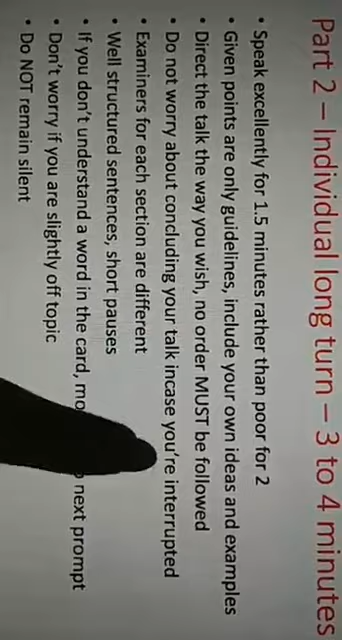 Part 2 – Individual long turn – 3 to 4 minutes
• Speak excellently for 1.5 minutes rather than poor for 2
• Given points are only guidelines, include your own ideas and examples
• Direct the talk the way you wish, no order MUST be followed
• Do not worry about concluding your talk incase you're interrupted
• Examiners for each section are different
• Well structured sentences, short pauses
• If you don't understand a word in the card, next prompt
• Don't worry if you are slightly off topic
• Do NOT remain silent